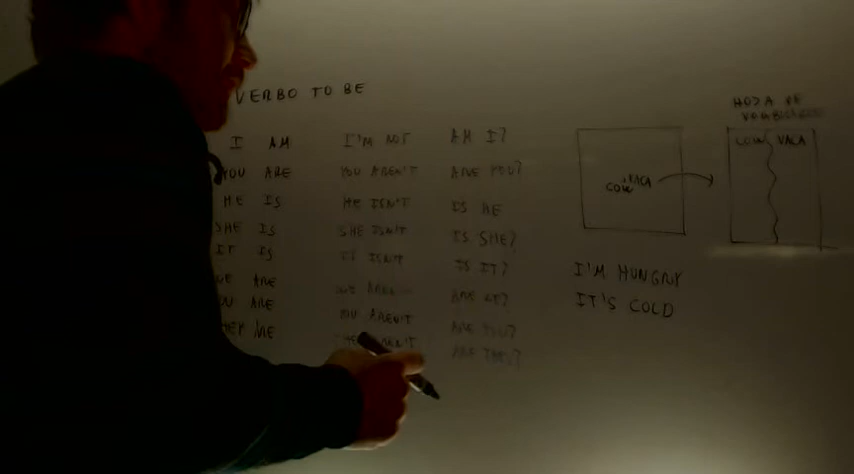 VERBO TO BE
I AM I'M NOT AM I?
YOU ARE YOU AREN'T ARE YOU?
HE IS HE ISN'T IS HE
SHE IS SHE ISN'T IS SHE?
IT IS IT ISN'T IS IT?
WE ARE WE ARE?
YOU ARE YOU AREN'T ARE YOU?
THEY ARE AREN'T ARE THEY?
COW VACA
HOJA DE
COW VACA
I'M HUNGRY
IT'S COLD